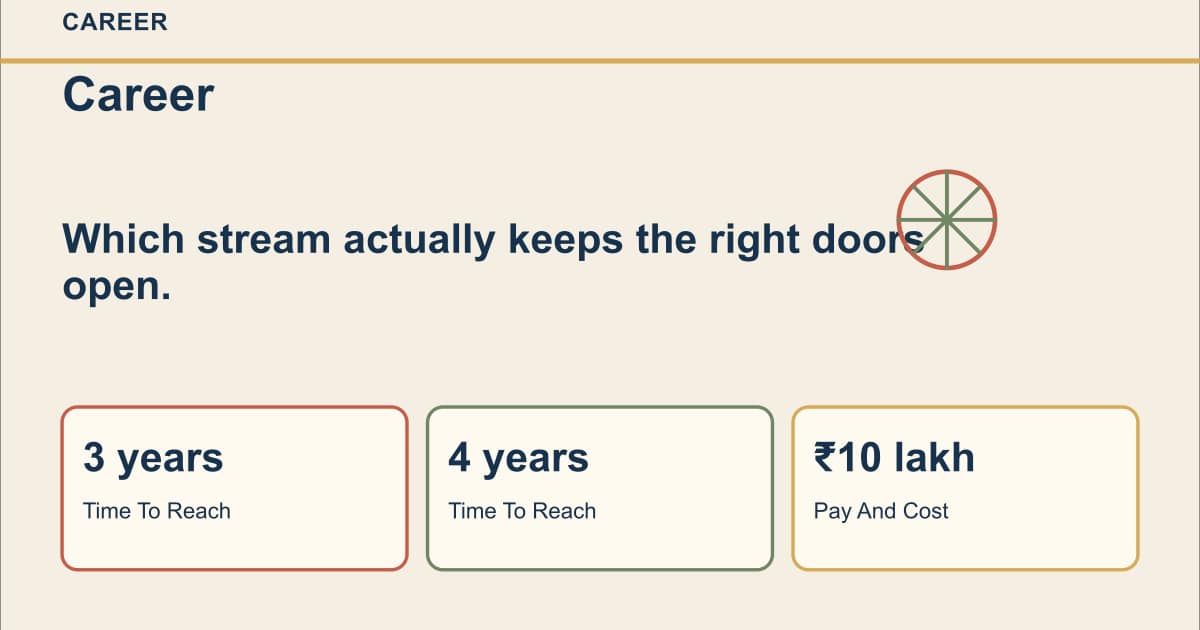 CAREER
Career
Which stream actually keeps the right doors
open.
3 years
Time To Reach
4 years
Time To Reach
₹10 lakh
Pay And Cost